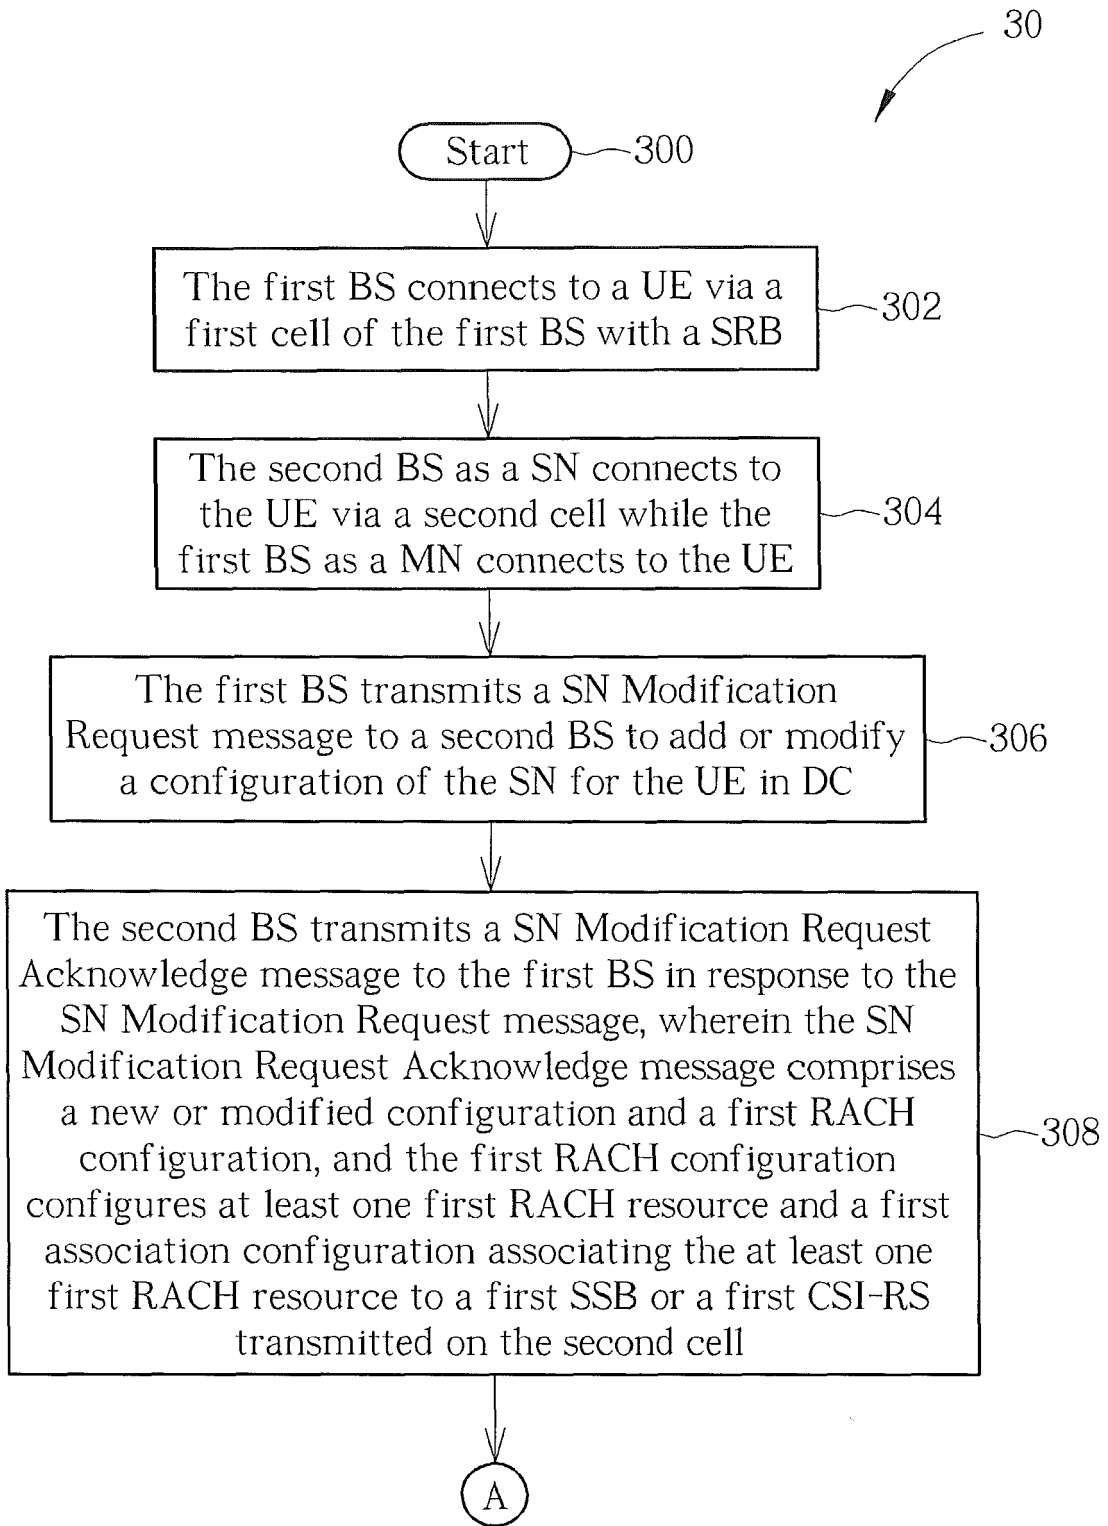 30
Start
300
The first BS connects to a UE via a
first cell of the first BS with a SRB
302
The second BS as a SN connects to
the UE via a second cell while the
first BS as a MN connects to the UE
304
The first BS transmits a SN Modification
Request message to a second BS to add or modify
a configuration of the SN for the UE in DC
306
The second BS transmits a SN Modification Request
Acknowledge message to the first BS in response to the
SN Modification Request message, wherein the SN
Modification Request Acknowledge message comprises
a new or modified configuration and a first RACH
configuration, and the first RACH configuration
configures at least one first RACH resource and a first
association configuration associating the at least one
first RACH resource to a first SSB or a first CSI-RS
transmitted on the second cell
308
A